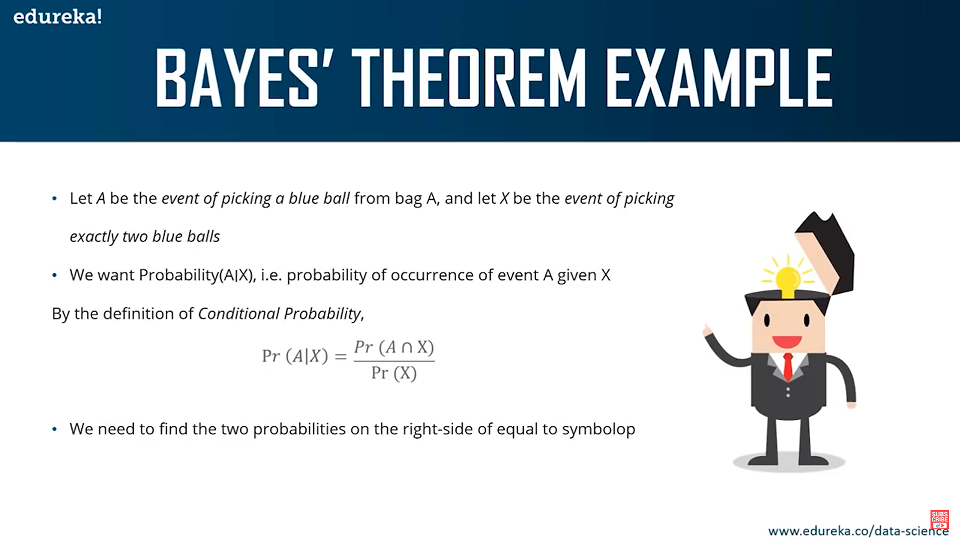 edureka!
BAYES' THEOREM EXAMPLE
• Let A be the event of picking a blue ball from bag A, and let X be the event of picking
exactly two blue balls
• We want Probability(A|X), i.e. probability of occurrence of event A given X
By the definition of Conditional Probability,
Pr (A|X) = Pr (A ∩ X) / Pr (X)
• We need to find the two probabilities on the right-side of equal to symbolop
SUBSCRIBE
www.edureka.co/data-science